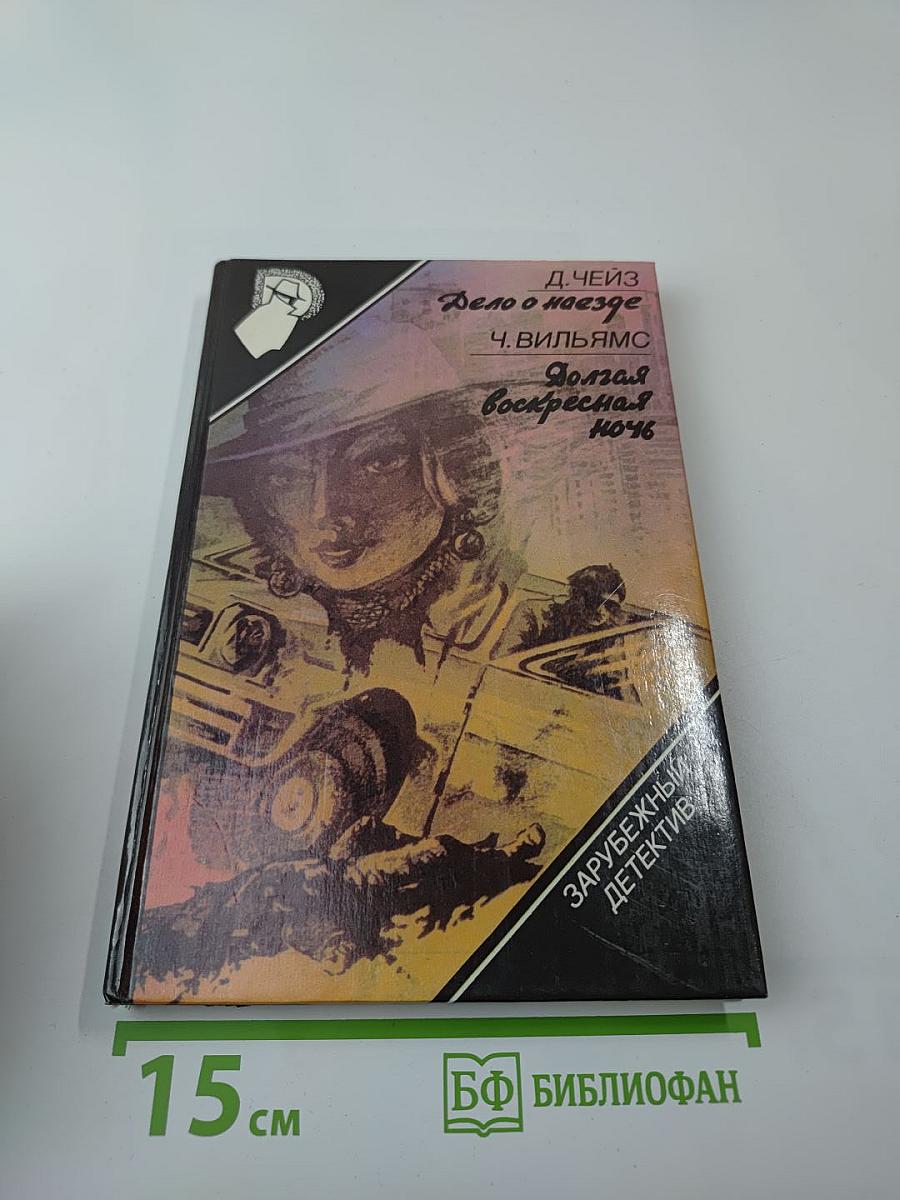 Д.ЧЕЙЗ
Дело о наезде
Ч.ВИЛЬЯМС
Долгая
воскресная
ночь
ЗАРУБЕЖНЫЙ
ДЕТЕКТИВ
15 см
БФ БИБЛИОФАН